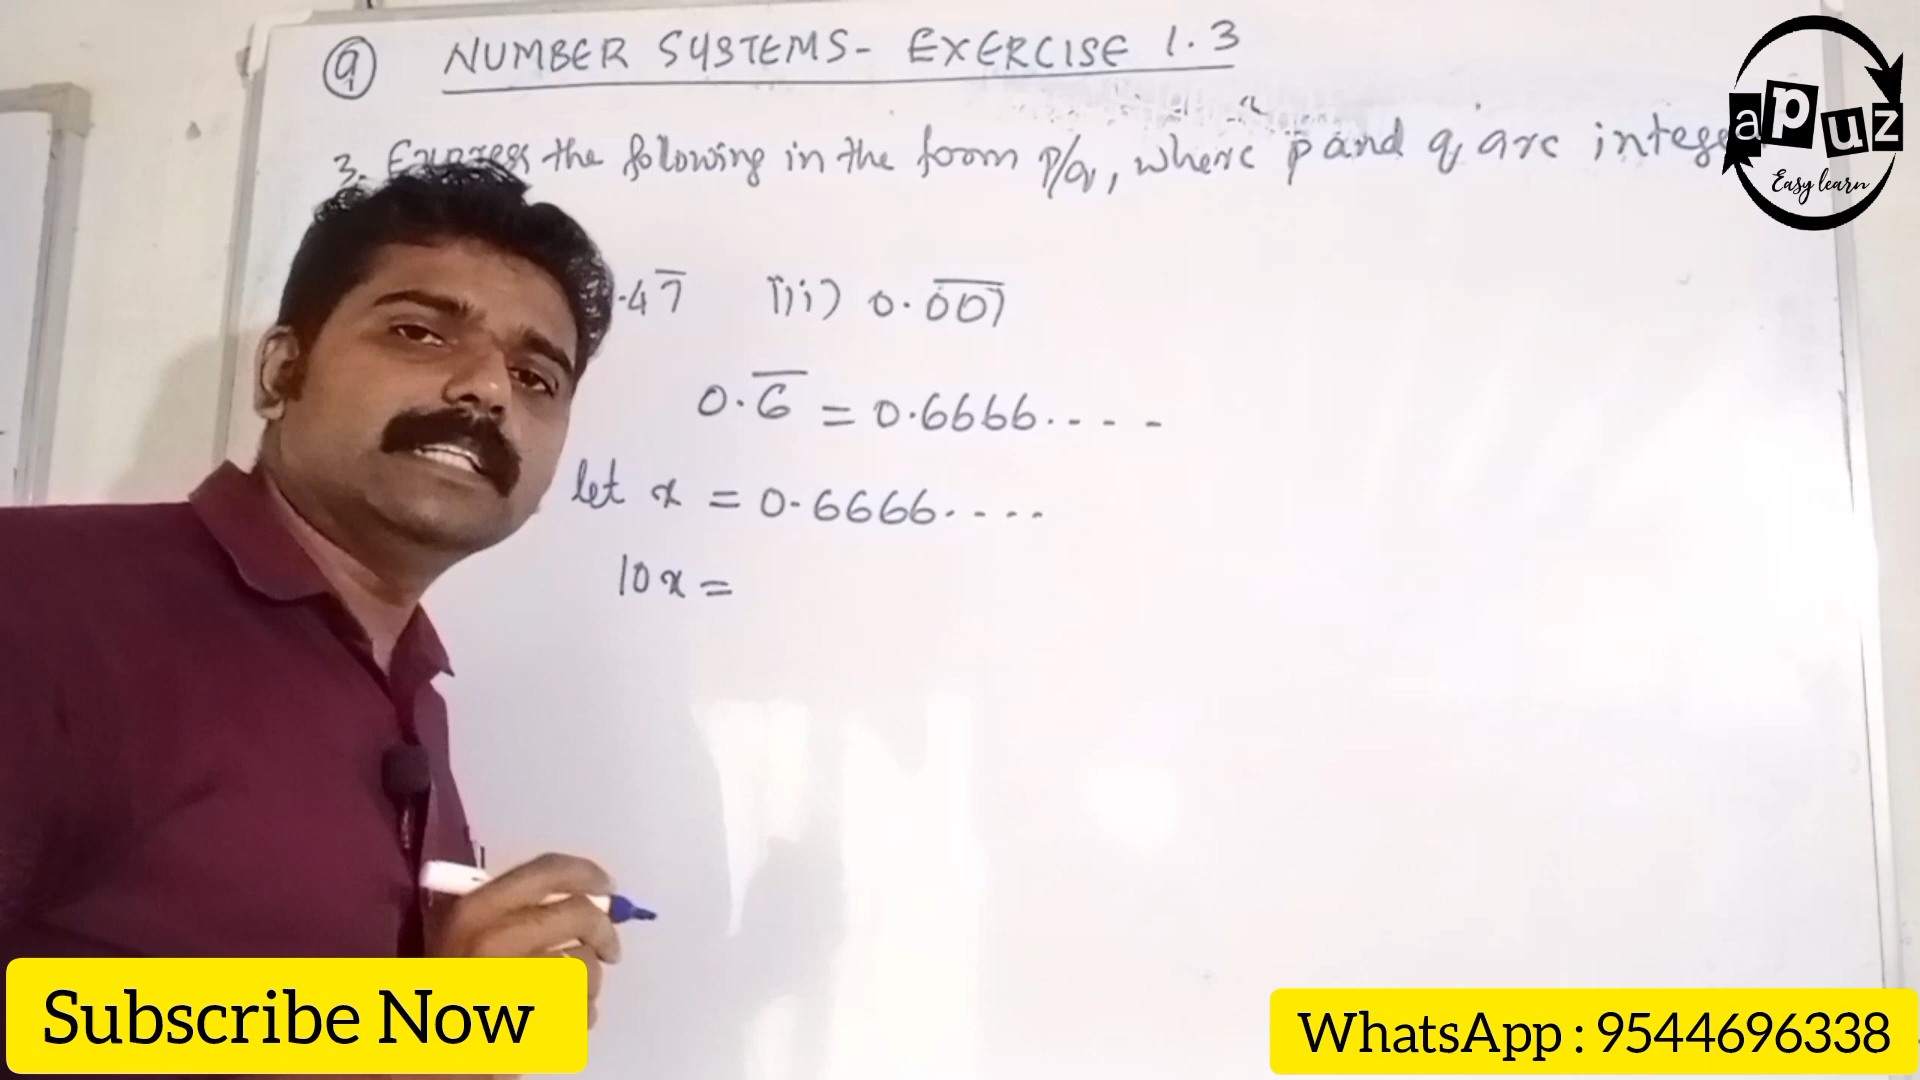 9 NUMBER SYSTEMS- EXERCISE 1.3
3. Express the following in the form p/q, where p and q are integ
.47̅ iii) 0.0̅0̅1̅
0.6̅ = 0.6666.----
let x = 0.6666....
10x =
apuz
Easy learn
Subscribe Now
WhatsApp : 9544696338